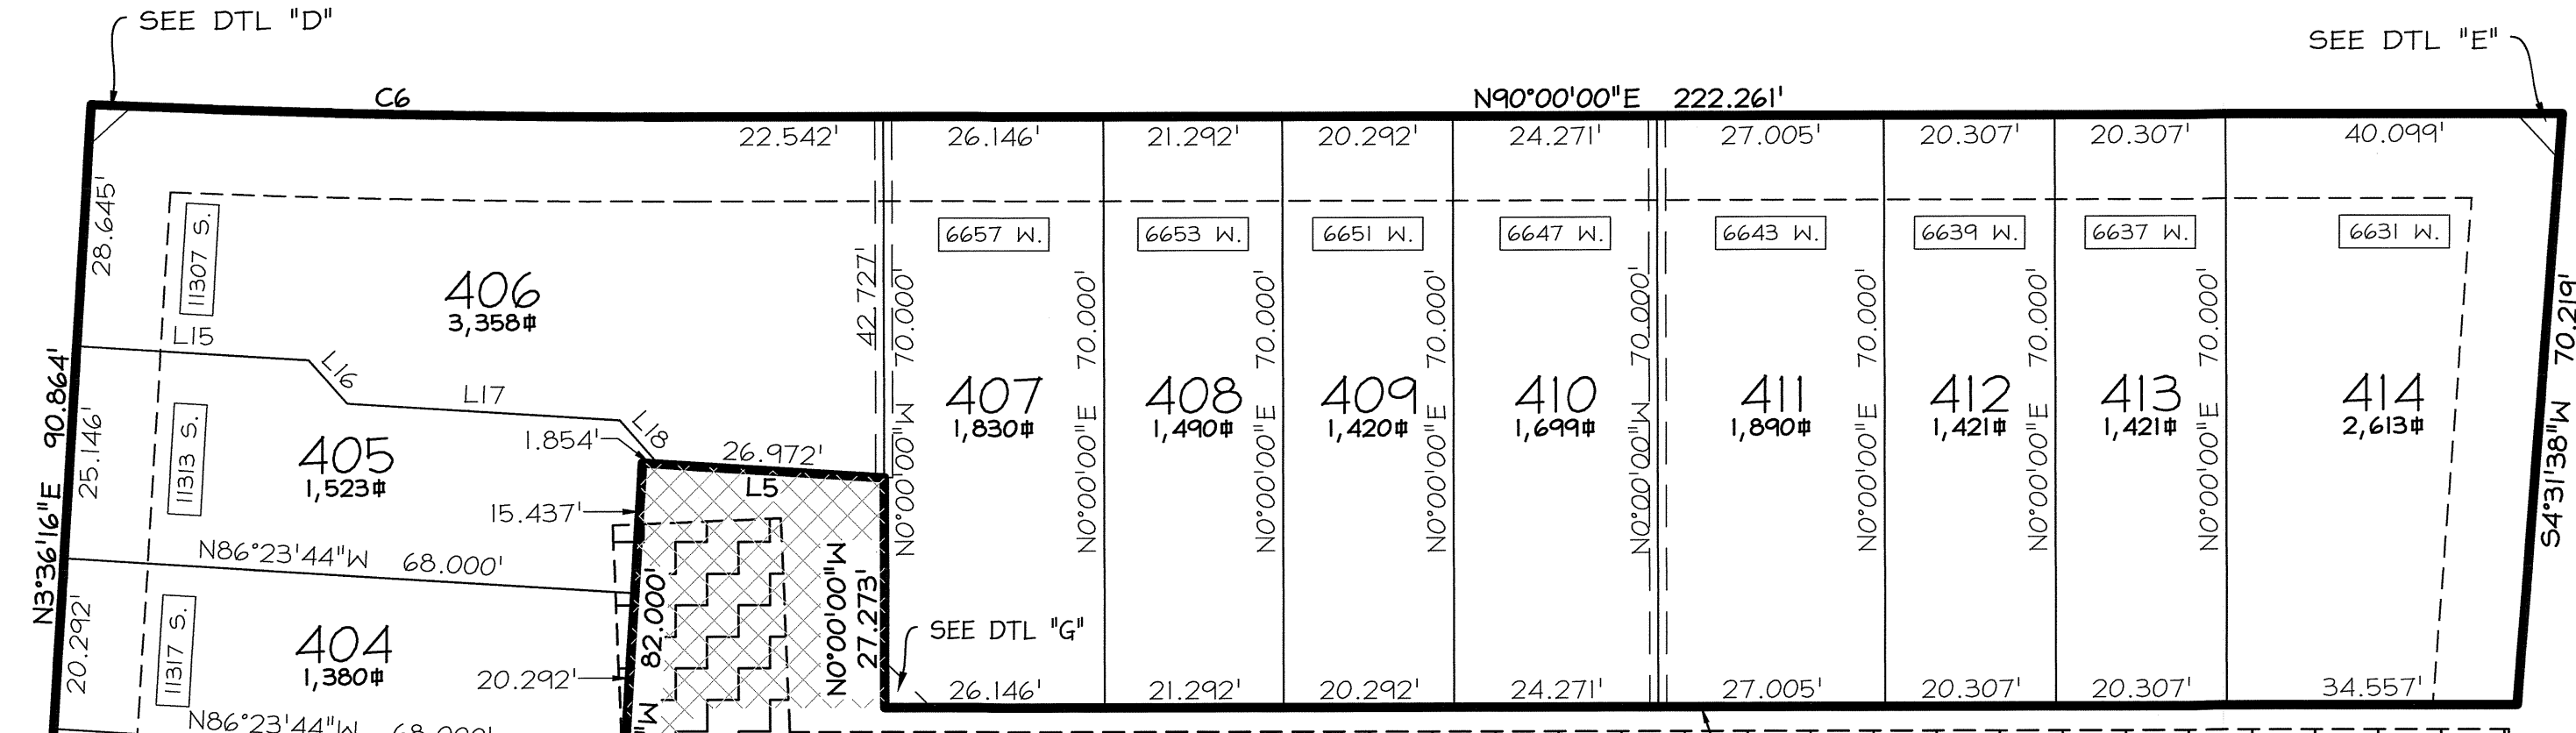 SEE DTL "D"
SEE DTL "E"
C6
N90°00'00"E 222.261'
22.542'
26.146'
21.292'
20.292'
24.271'
27.005'
20.307'
20.307'
40.099'
28.645'
11307 S.
6657 W.
6653 W.
6651 W.
6647 W.
6643 W.
6639 W.
6637 W.
6631 W.
406
3,358⌗
42.727'
70.000'
N0°00'00"W
N0°00'00"E 70.000'
N0°00'00"E 70.000'
N0°00'00"E 70.000'
70.000'
N0°00'00"W
N0°00'00"E 70.000'
N0°00'00"E 70.000'
N0°00'00"E 70.000'
S4°31'38"W 70.219'
L15
L16
L17
L18
407
1,830⌗
408
1,490⌗
409
1,420⌗
410
1,699⌗
411
1,890⌗
412
1,421⌗
413
1,421⌗
414
2,613⌗
N3°36'16"E 90.864'
25.146'
11313 S.
405
1,523⌗
1.854'
26.972'
L5
15.437'
N86°23'44"W 68.000'
82.000'
N0°00'00"W
27.273'
SEE DTL "G"
20.292'
11317 S.
404
1,380⌗
20.292'
26.146'
21.292'
20.292'
24.271'
27.005'
20.307'
20.307'
34.557'
N86°23'44"W 68.000'
"W